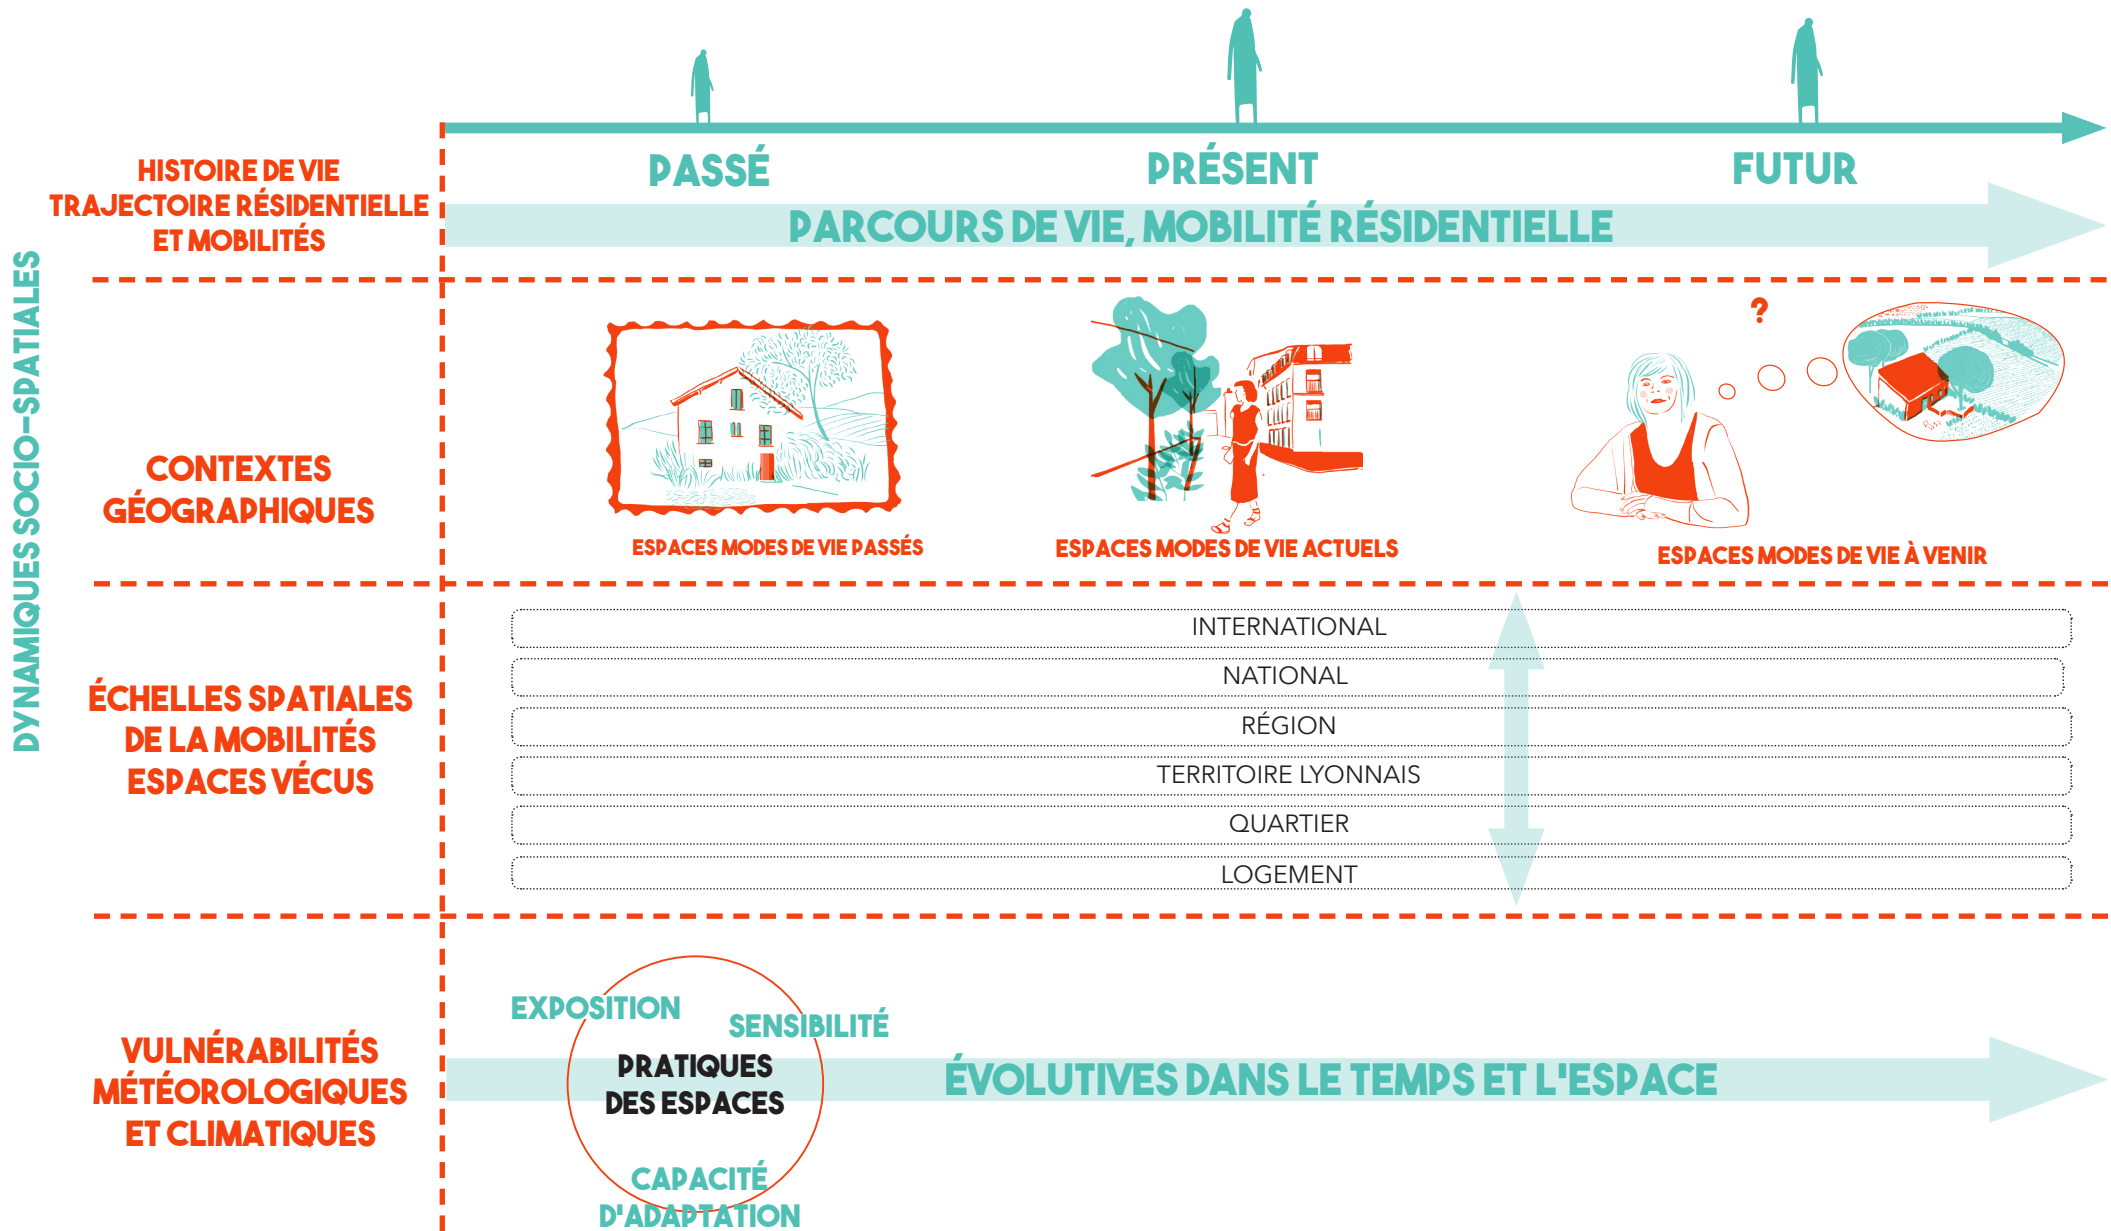 PASSÉ
PRÉSENT
FUTUR
HISTOIRE DE VIE
TRAJECTOIRE RÉSIDENTIELLE
ET MOBILITÉS
PARCOURS DE VIE, MOBILITÉ RÉSIDENTIELLE
DYNAMIQUES SOCIO-SPATIALES
CONTEXTES
GÉOGRAPHIQUES
?
ESPACES MODES DE VIE PASSÉS
ESPACES MODES DE VIE ACTUELS
ESPACES MODES DE VIE À VENIR
ÉCHELLES SPATIALES
DE LA MOBILITÉS
ESPACES VÉCUS
INTERNATIONAL
NATIONAL
RÉGION
TERRITOIRE LYONNAIS
QUARTIER
LOGEMENT
VULNÉRABILITÉS
MÉTÉOROLOGIQUES
ET CLIMATIQUES
EXPOSITION
SENSIBILITÉ
PRATIQUES
DES ESPACES
CAPACITÉ
D'ADAPTATION
ÉVOLUTIVES DANS LE TEMPS ET L'ESPACE